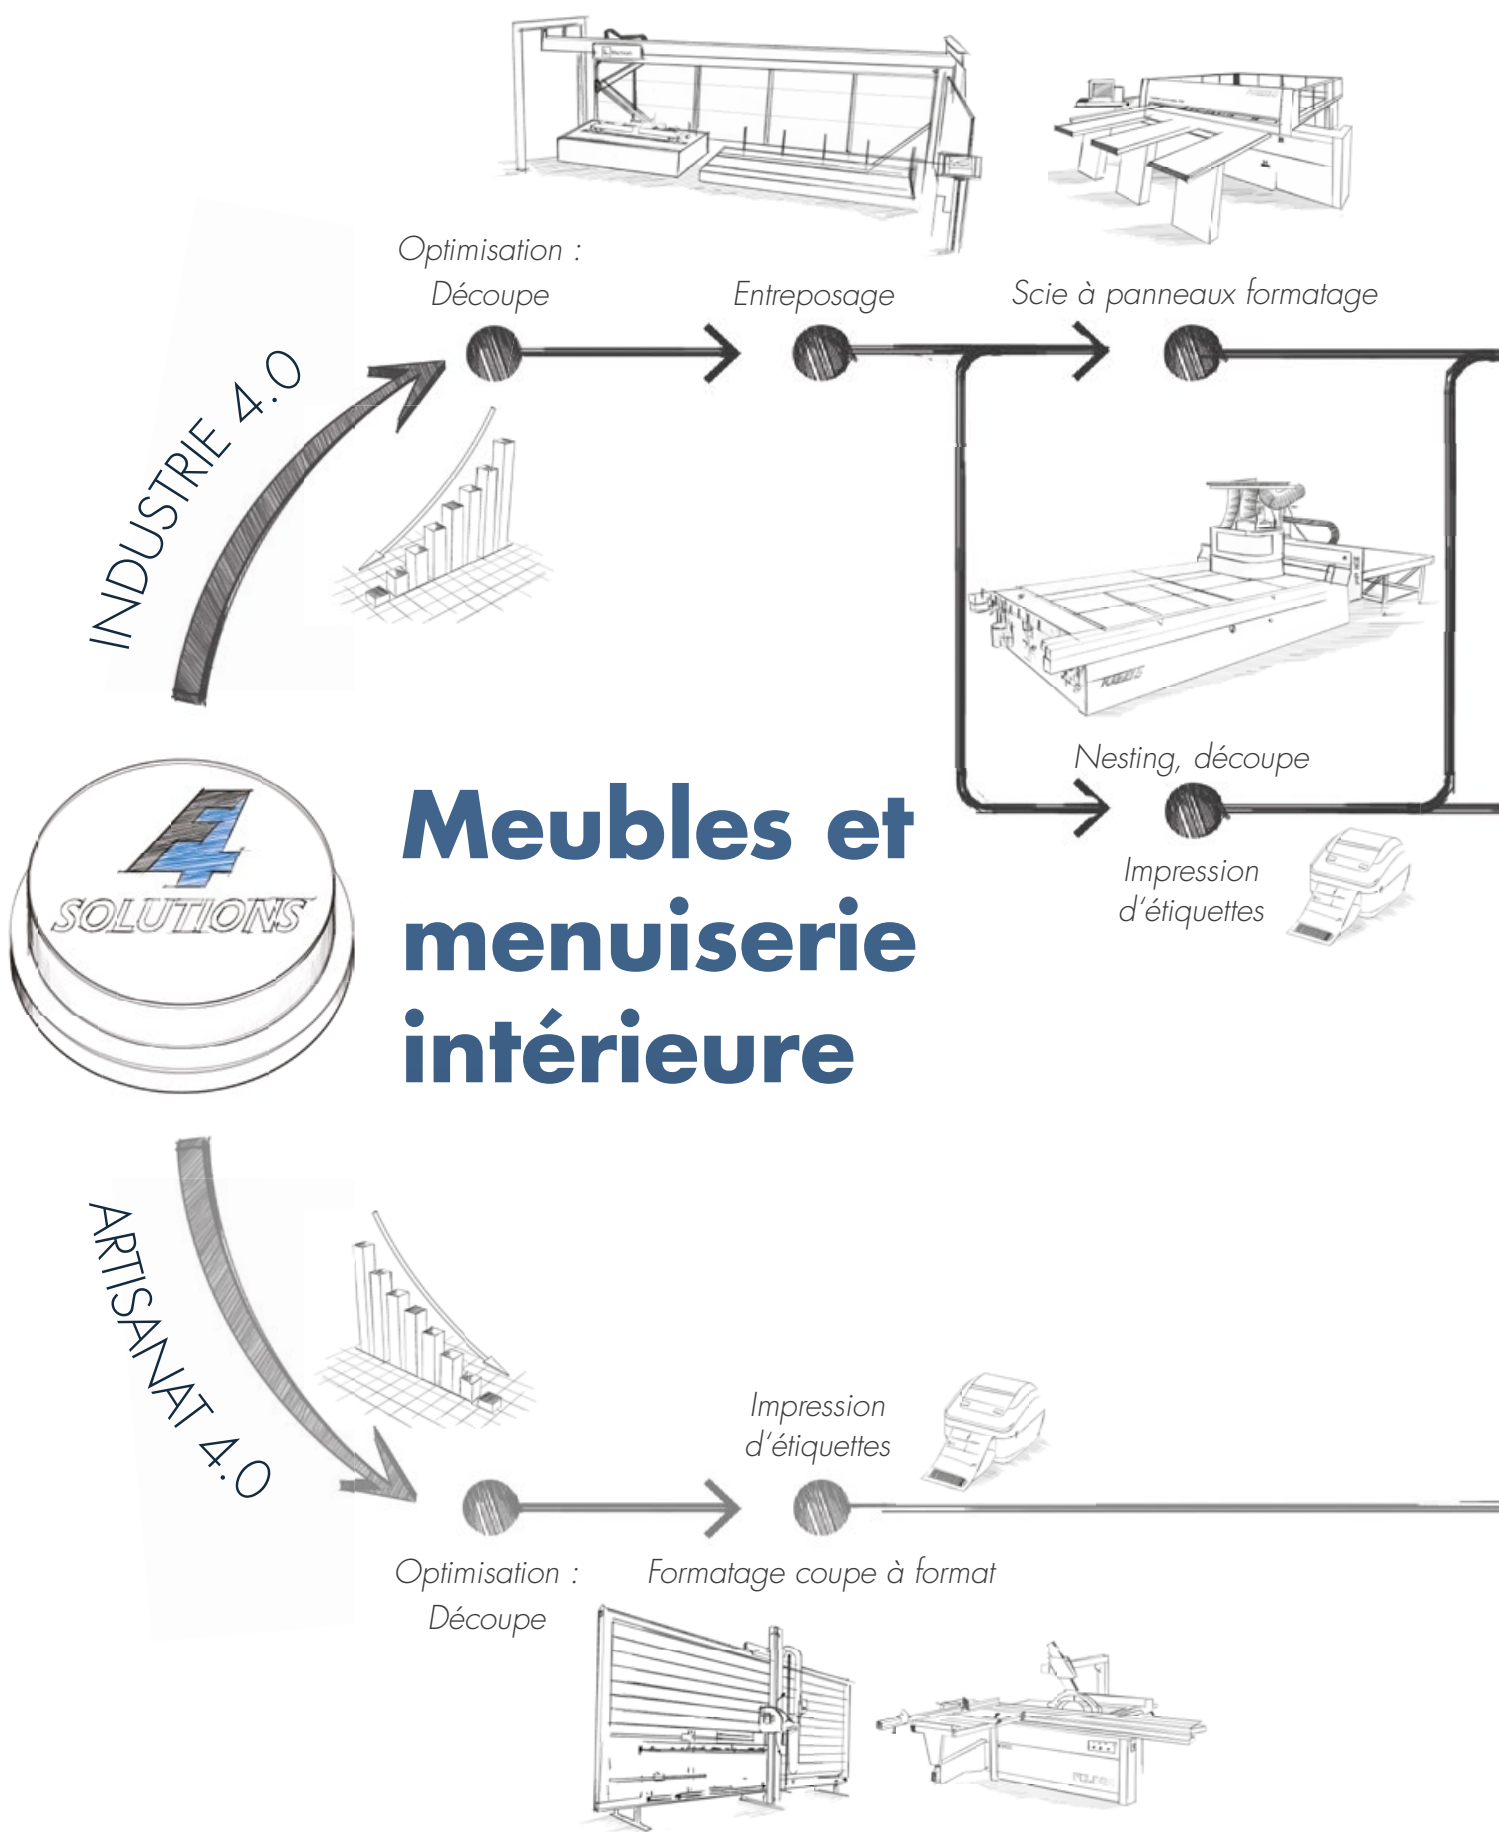 Optimisation :
Découpe
Entreposage
Scie à panneaux formatage
INDUSTRIE 4.0
Nesting, découpe
Impression
d'étiquettes
F4
SOLUTIONS
Meubles et
menuiserie
intérieure
ARTISANAT 4.0
Impression
d'étiquettes
Optimisation :
Découpe
Formatage coupe à format